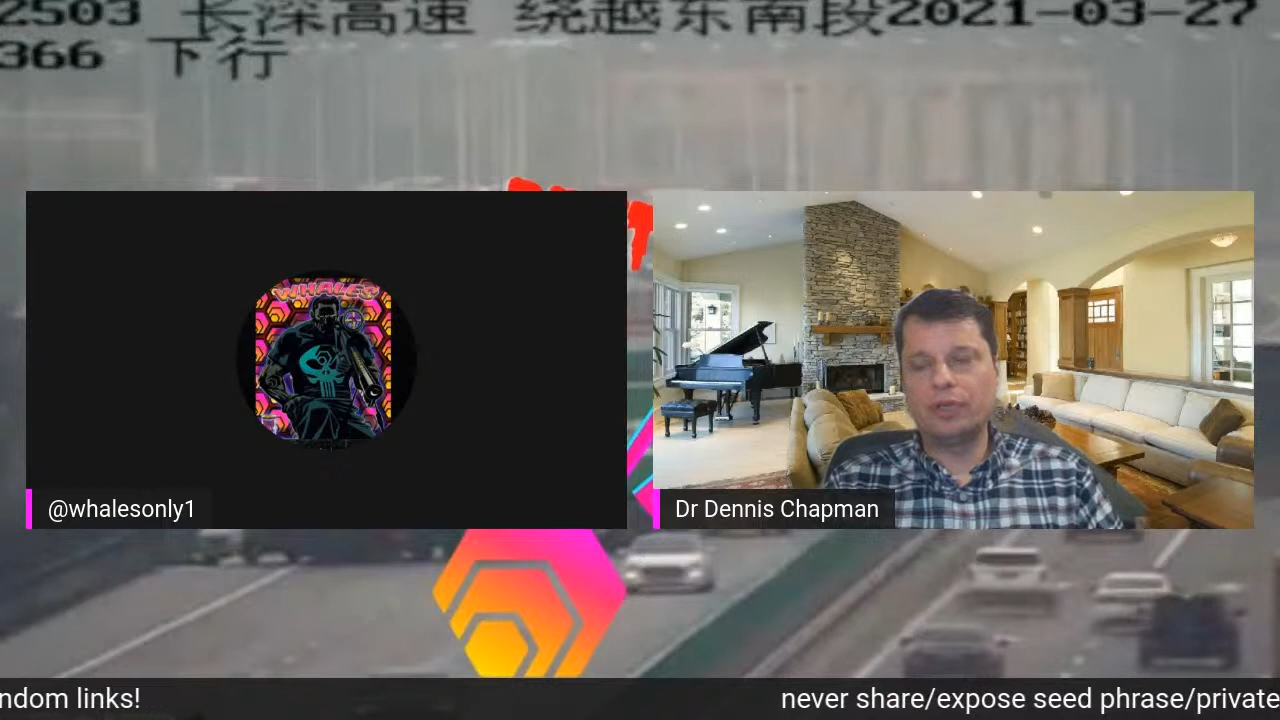 2503 长深高速 绕越东南段2021-03-27
366 下行
WHALES
@whalesonly1
Dr Dennis Chapman
ndom links!
never share/expose seed phrase/private